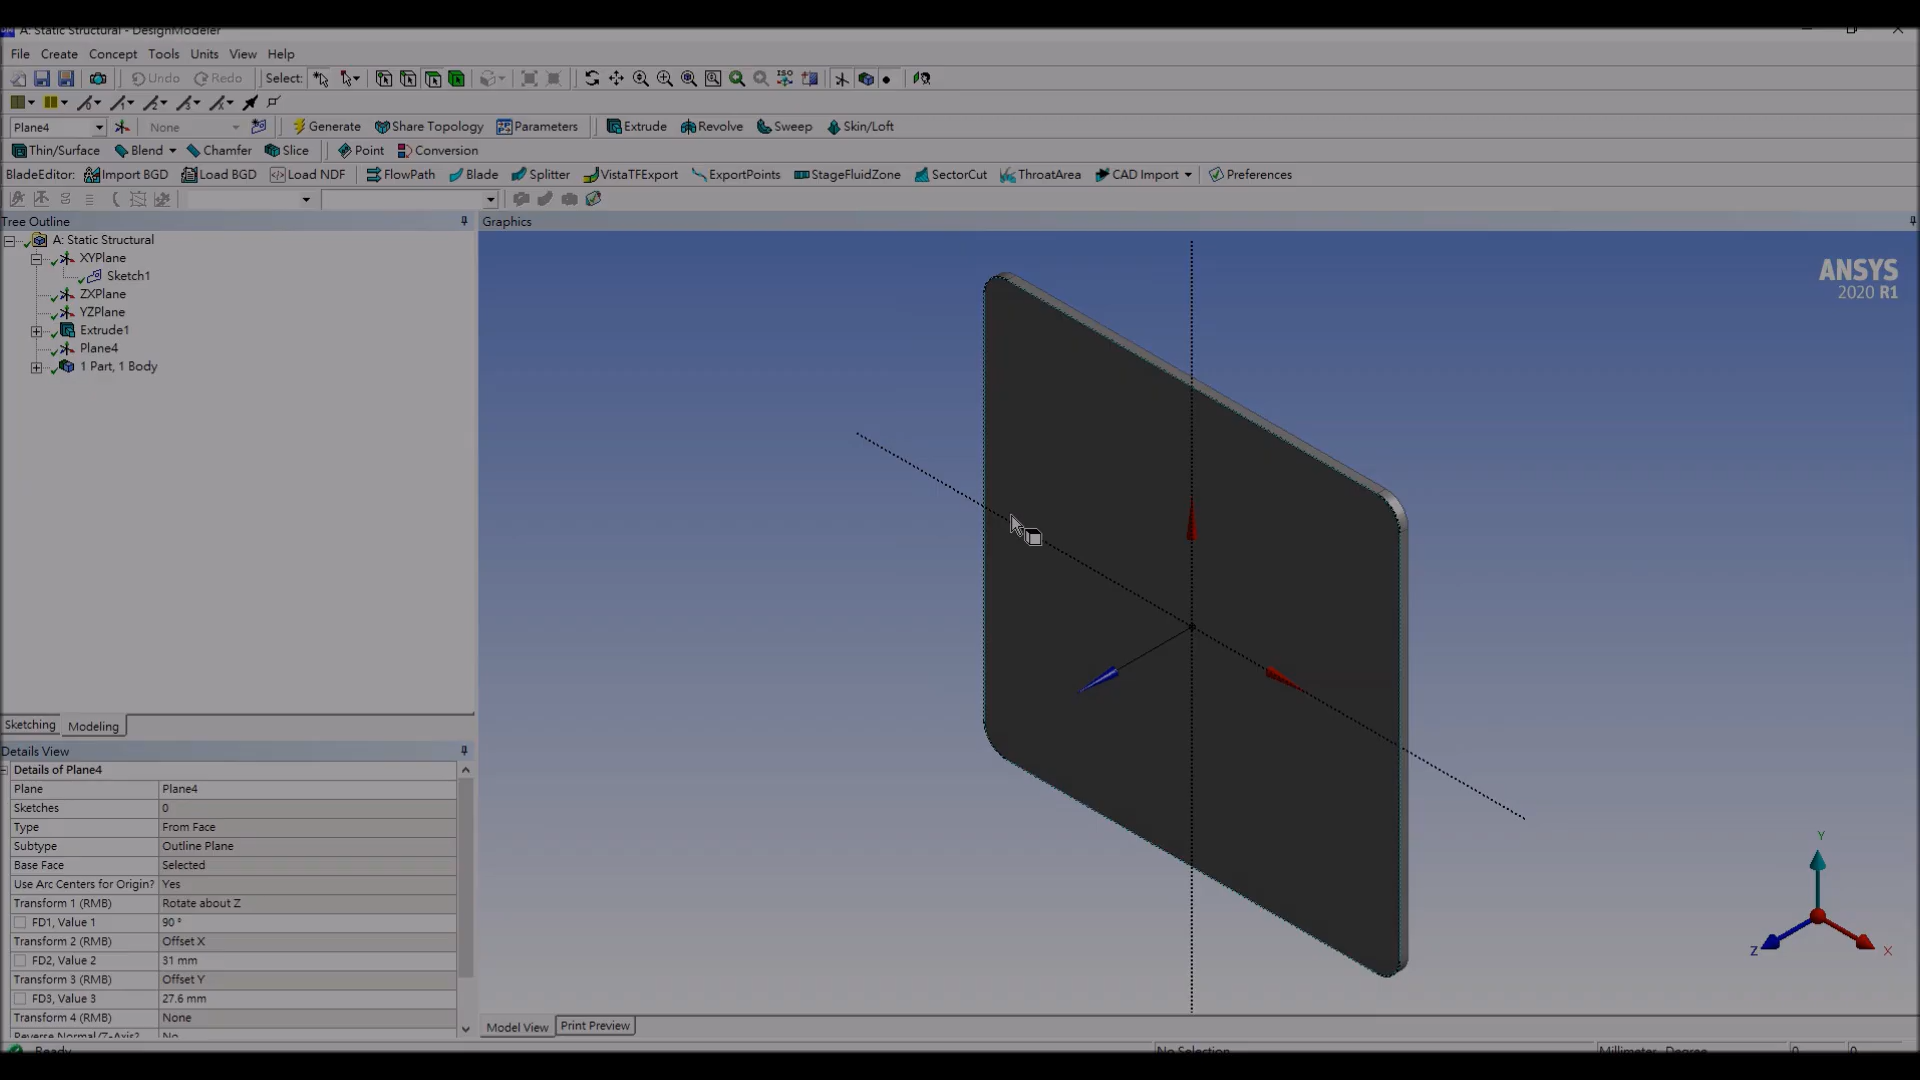 A: Static Structural - DesignModeler
File Create Concept Tools Units View Help
Undo Redo Select: ISO
Plane4 None Generate Share Topology Parameters Extrude Revolve Sweep Skin/Loft
Thin/Surface Blend Chamfer Slice Point Conversion
BladeEditor: Import BGD Load BGD Load NDF FlowPath Blade Splitter VistaTFExport ExportPoints StageFluidZone SectorCut ThroatArea CAD Import Preferences
Tree Outline
Graphics
A: Static Structural
XYPlane
Sketch1
ZXPlane
YZPlane
Extrude1
Plane4
1 Part, 1 Body
ANSYS
2020 R1
Sketching Modeling
Details View
Details of Plane4
Plane Plane4
Sketches 0
Type From Face
Subtype Outline Plane
Base Face Selected
Use Arc Centers for Origin? Yes
Transform 1 (RMB) Rotate about Z
FD1, Value 1 90 °
Transform 2 (RMB) Offset X
FD2, Value 2 31 mm
Transform 3 (RMB) Offset Y
FD3, Value 3 27.6 mm
Transform 4 (RMB) None
Reverse Normal/Z-Axis? No
Y
Z
X
Model View Print Preview
Ready
No Selection
Millimeter Degree 0 0